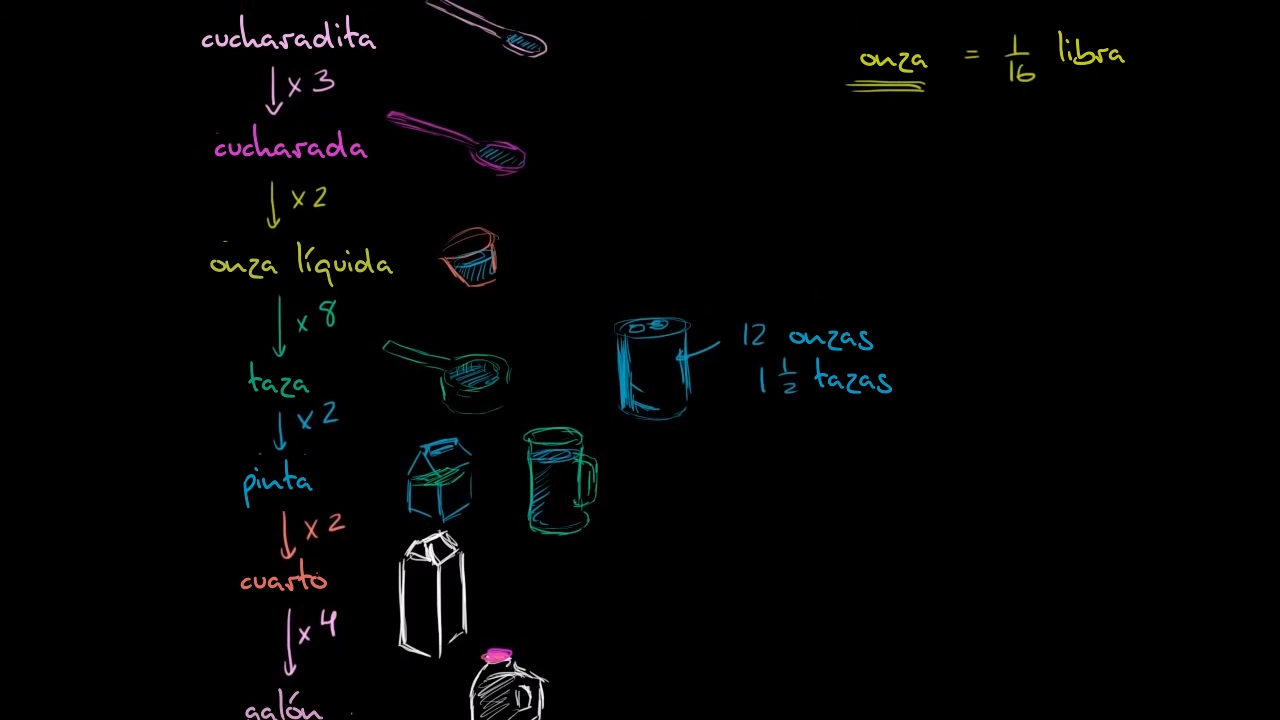 cucharadita
x 3
cucharada
x 2
onza líquida
x 8
taza
x 2
pinta
x 2
cuarto
x 4
galón
onza = 1/16 libra
12 onzas
1 1/2 tazas